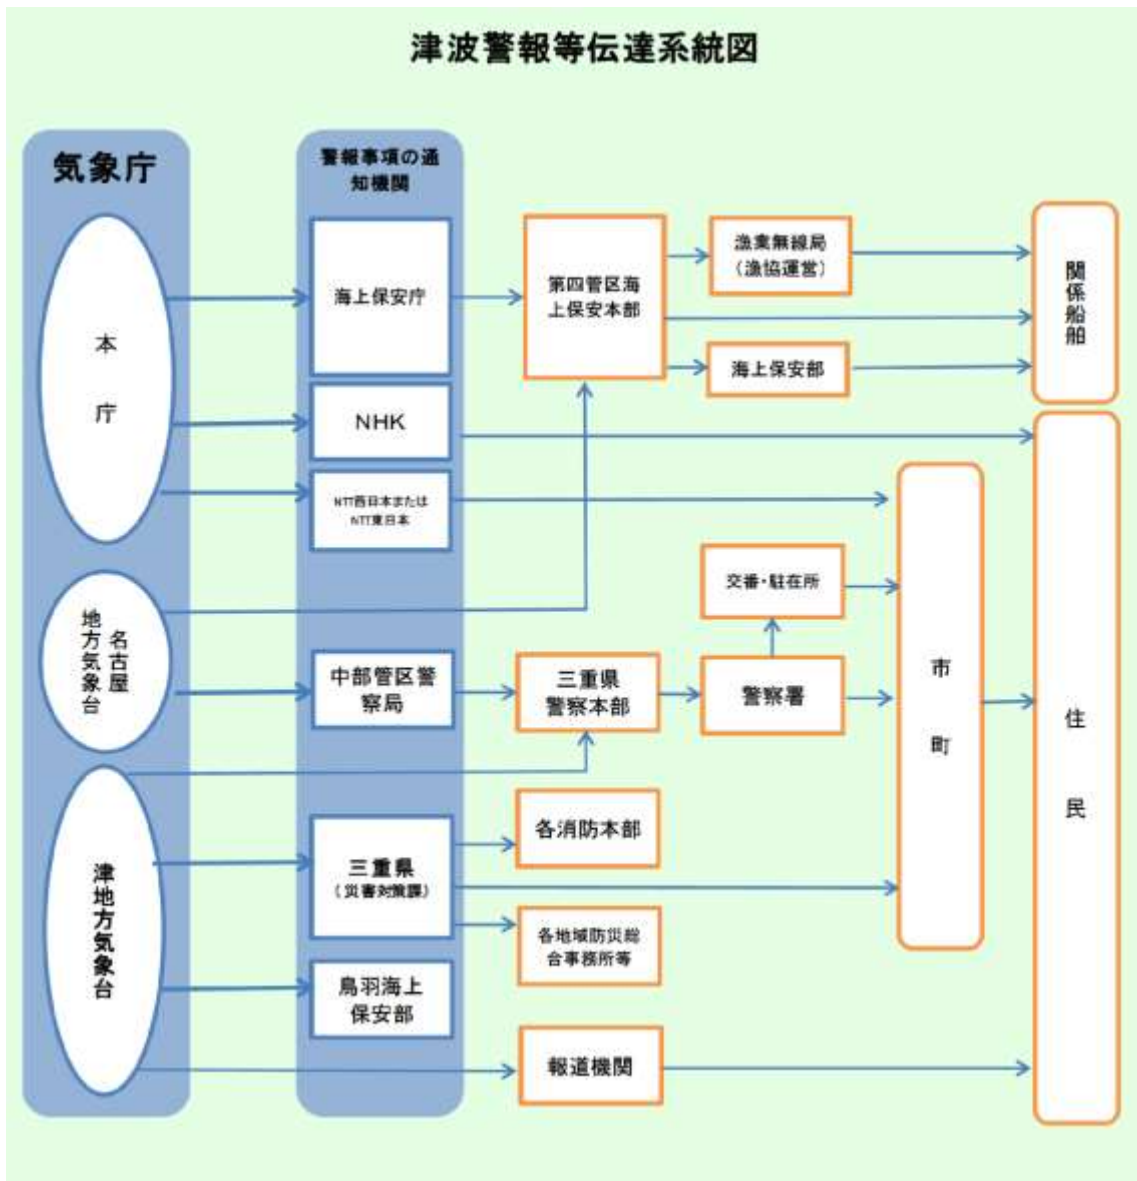 津波警報等伝達系統図
気象庁
本
庁
名古屋
地方気象台
津地方気象台
警報事項の通
知機関
海上保安庁
NHK
NTT西日本または
NTT東日本
中部管区警
察局
三重県
(災害対策課)
鳥羽海上
保安部
第四管区海
上保安本部
三重県
警察本部
各消防本部
各地域防災総
合事務所等
報道機関
漁業無線局
(漁協運営)
海上保安部
交番・駐在所
警察署
市
町
関係船舶
住
民